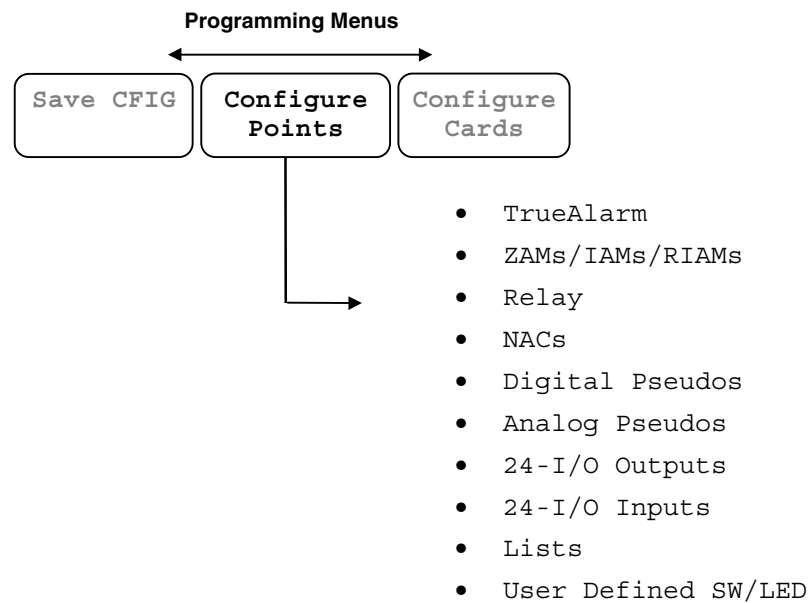 Programming Menus
Save CFIG
Configure
Points
Configure
Cards
• TrueAlarm
• ZAMs/IAMs/RIAMs
• Relay
• NACs
• Digital Pseudos
• Analog Pseudos
• 24-I/O Outputs
• 24-I/O Inputs
• Lists
• User Defined SW/LED